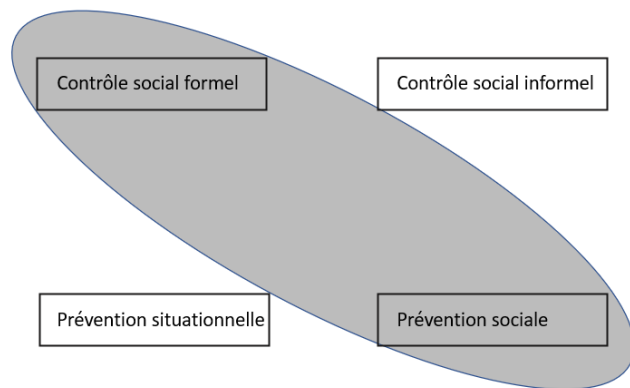 Contrôle social formel
Contrôle social informel
Prévention situationnelle
Prévention sociale